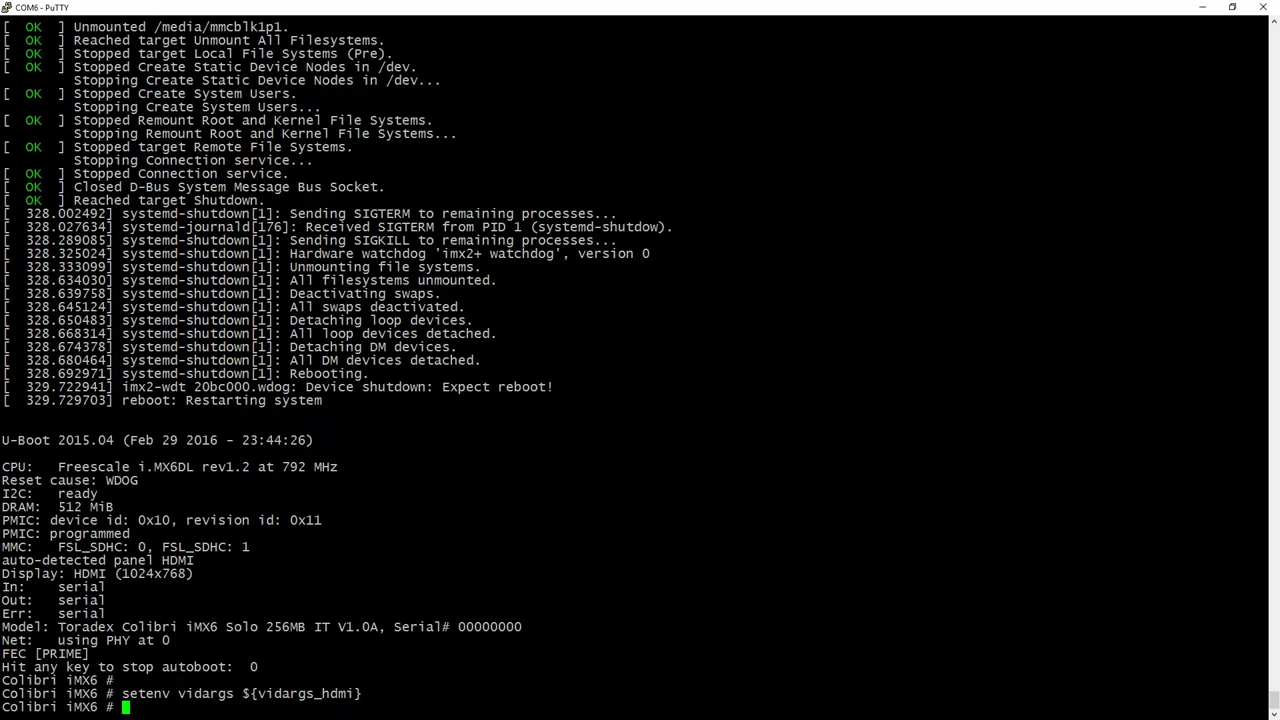 COM6 - PuTTY
[  OK  ] Unmounted /media/mmcblk1p1.
[  OK  ] Reached target Unmount All Filesystems.
[  OK  ] Stopped target Local File Systems (Pre).
[  OK  ] Stopped Create Static Device Nodes in /dev.
         Stopping Create Static Device Nodes in /dev...
[  OK  ] Stopped Create System Users.
         Stopping Create System Users...
[  OK  ] Stopped Remount Root and Kernel File Systems.
         Stopping Remount Root and Kernel File Systems...
[  OK  ] Stopped target Remote File Systems.
         Stopping Connection service...
[  OK  ] Stopped Connection service.
[  OK  ] Closed D-Bus System Message Bus Socket.
[  OK  ] Reached target Shutdown.
[  328.002492] systemd-shutdown[1]: Sending SIGTERM to remaining processes...
[  328.027634] systemd-journald[176]: Received SIGTERM from PID 1 (systemd-shutdow).
[  328.289085] systemd-shutdown[1]: Sending SIGKILL to remaining processes...
[  328.325024] systemd-shutdown[1]: Hardware watchdog 'imx2+ watchdog', version 0
[  328.333099] systemd-shutdown[1]: Unmounting file systems.
[  328.634030] systemd-shutdown[1]: All filesystems unmounted.
[  328.639758] systemd-shutdown[1]: Deactivating swaps.
[  328.645124] systemd-shutdown[1]: All swaps deactivated.
[  328.650483] systemd-shutdown[1]: Detaching loop devices.
[  328.668314] systemd-shutdown[1]: All loop devices detached.
[  328.674378] systemd-shutdown[1]: Detaching DM devices.
[  328.680464] systemd-shutdown[1]: All DM devices detached.
[  328.692971] systemd-shutdown[1]: Rebooting.
[  329.722941] imx2-wdt 20bc000.wdog: Device shutdown: Expect reboot!
[  329.729703] reboot: Restarting system
U-Boot 2015.04 (Feb 29 2016 - 23:44:26)
CPU:   Freescale i.MX6DL rev1.2 at 792 MHz
Reset cause: WDOG
I2C:   ready
DRAM:  512 MiB
PMIC: device id: 0x10, revision id: 0x11
PMIC: programmed
MMC:   FSL_SDHC: 0, FSL_SDHC: 1
auto-detected panel HDMI
Display: HDMI (1024x768)
In:    serial
Out:   serial
Err:   serial
Model: Toradex Colibri iMX6 Solo 256MB IT V1.0A, Serial# 00000000
Net:   using PHY at 0
FEC [PRIME]
Hit any key to stop autoboot:  0
Colibri iMX6 #
Colibri iMX6 # setenv vidargs ${vidargs_hdmi}
Colibri iMX6 #